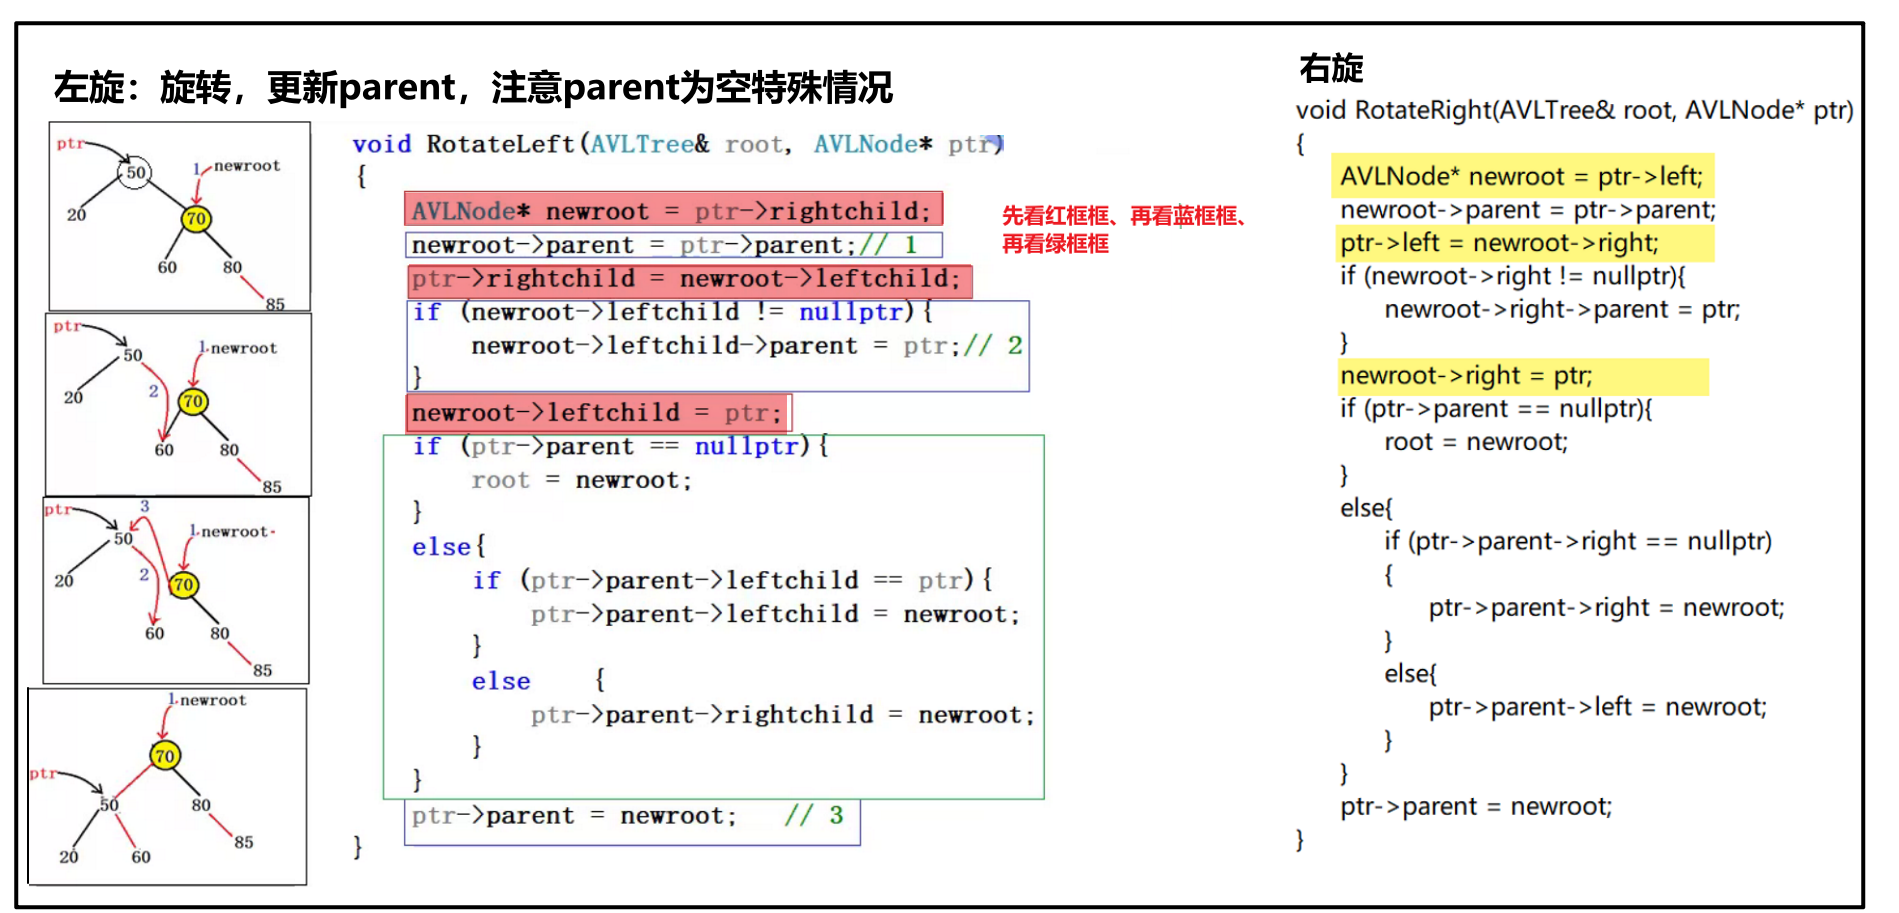 左旋：旋转，更新parent，注意parent为空特殊情况
ptr
1 newroot
50
20
70
60
80
85
ptr
1 newroot
50
20
2
70
60
80
85
ptr
3
1 newroot
50
20
2
70
60
80
85
1 newroot
70
ptr
50
80
20
60
85
void RotateLeft(AVLTree& root, AVLNode* ptr)
{
AVLNode* newroot = ptr->rightchild;
newroot->parent = ptr->parent;// 1
ptr->rightchild = newroot->leftchild;
if (newroot->leftchild != nullptr){
newroot->leftchild->parent = ptr;// 2
}
newroot->leftchild = ptr;
if (ptr->parent == nullptr){
root = newroot;
}
else{
if (ptr->parent->leftchild == ptr){
ptr->parent->leftchild = newroot;
}
else {
ptr->parent->rightchild = newroot;
}
}
ptr->parent = newroot; // 3
}
先看红框框、再看蓝框框、
再看绿框框
右旋
void RotateRight(AVLTree& root, AVLNode* ptr)
{
AVLNode* newroot = ptr->left;
newroot->parent = ptr->parent;
ptr->left = newroot->right;
if (newroot->right != nullptr){
newroot->right->parent = ptr;
}
newroot->right = ptr;
if (ptr->parent == nullptr){
root = newroot;
}
else{
if (ptr->parent->right == nullptr)
{
ptr->parent->right = newroot;
}
else{
ptr->parent->left = newroot;
}
}
ptr->parent = newroot;
}